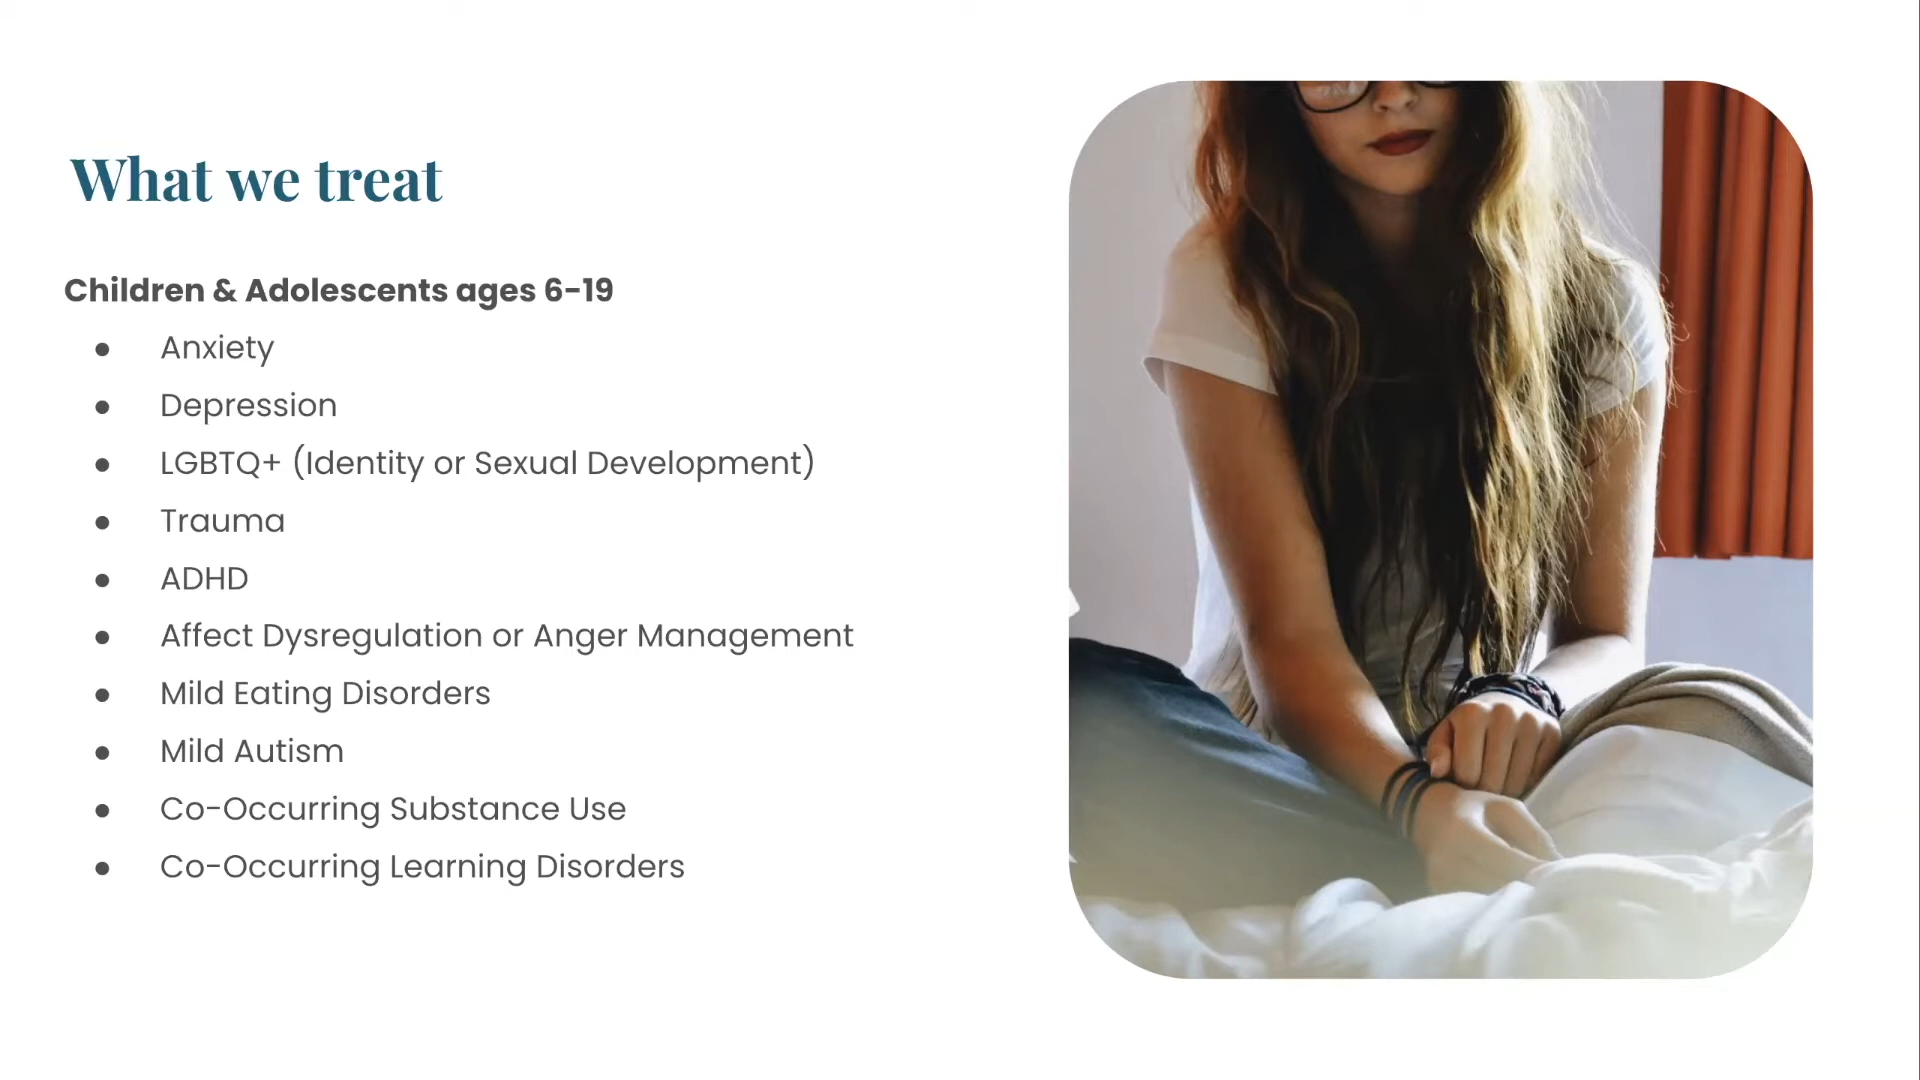 What we treat
Children & Adolescents ages 6-19
● Anxiety
● Depression
● LGBTQ+ (Identity or Sexual Development)
● Trauma
● ADHD
● Affect Dysregulation or Anger Management
● Mild Eating Disorders
● Mild Autism
● Co-Occurring Substance Use
● Co-Occurring Learning Disorders